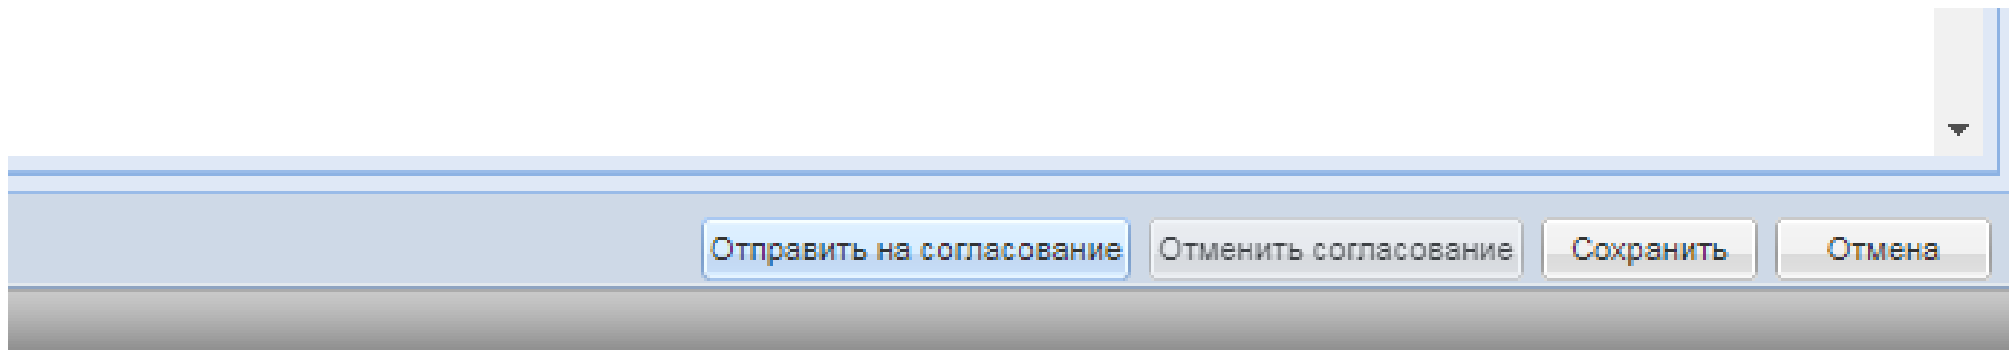 Отправить на согласование Отменить согласование Сохранить Отмена